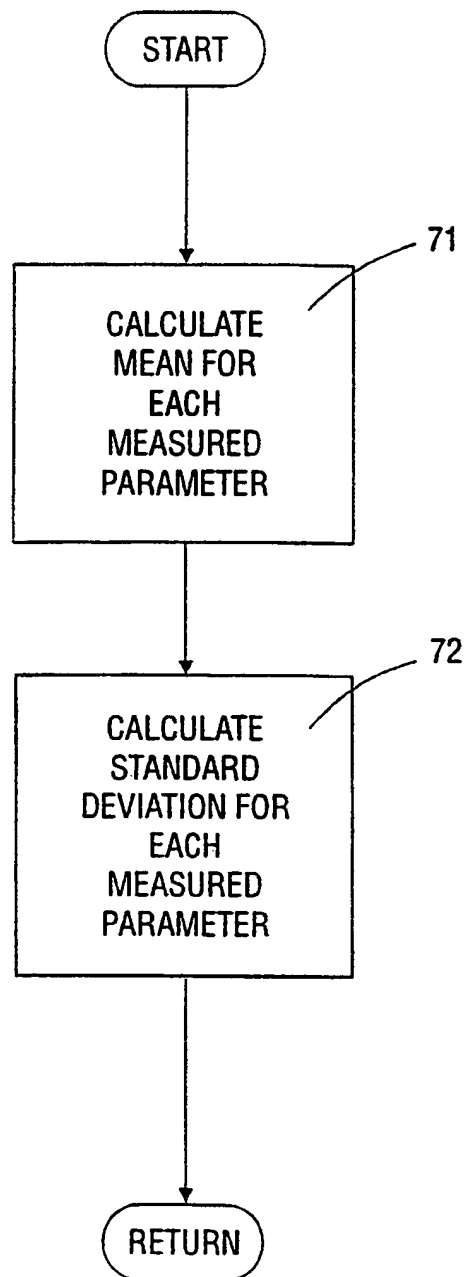 START
71
CALCULATE
MEAN FOR
EACH
MEASURED
PARAMETER
72
CALCULATE
STANDARD
DEVIATION FOR
EACH
MEASURED
PARAMETER
RETURN